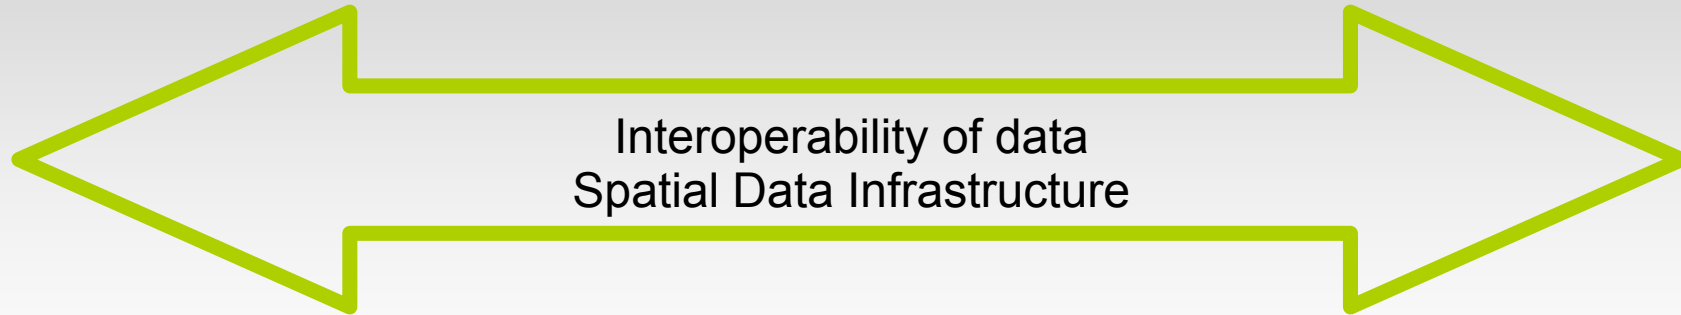 Interoperability of data
Spatial Data Infrastructure